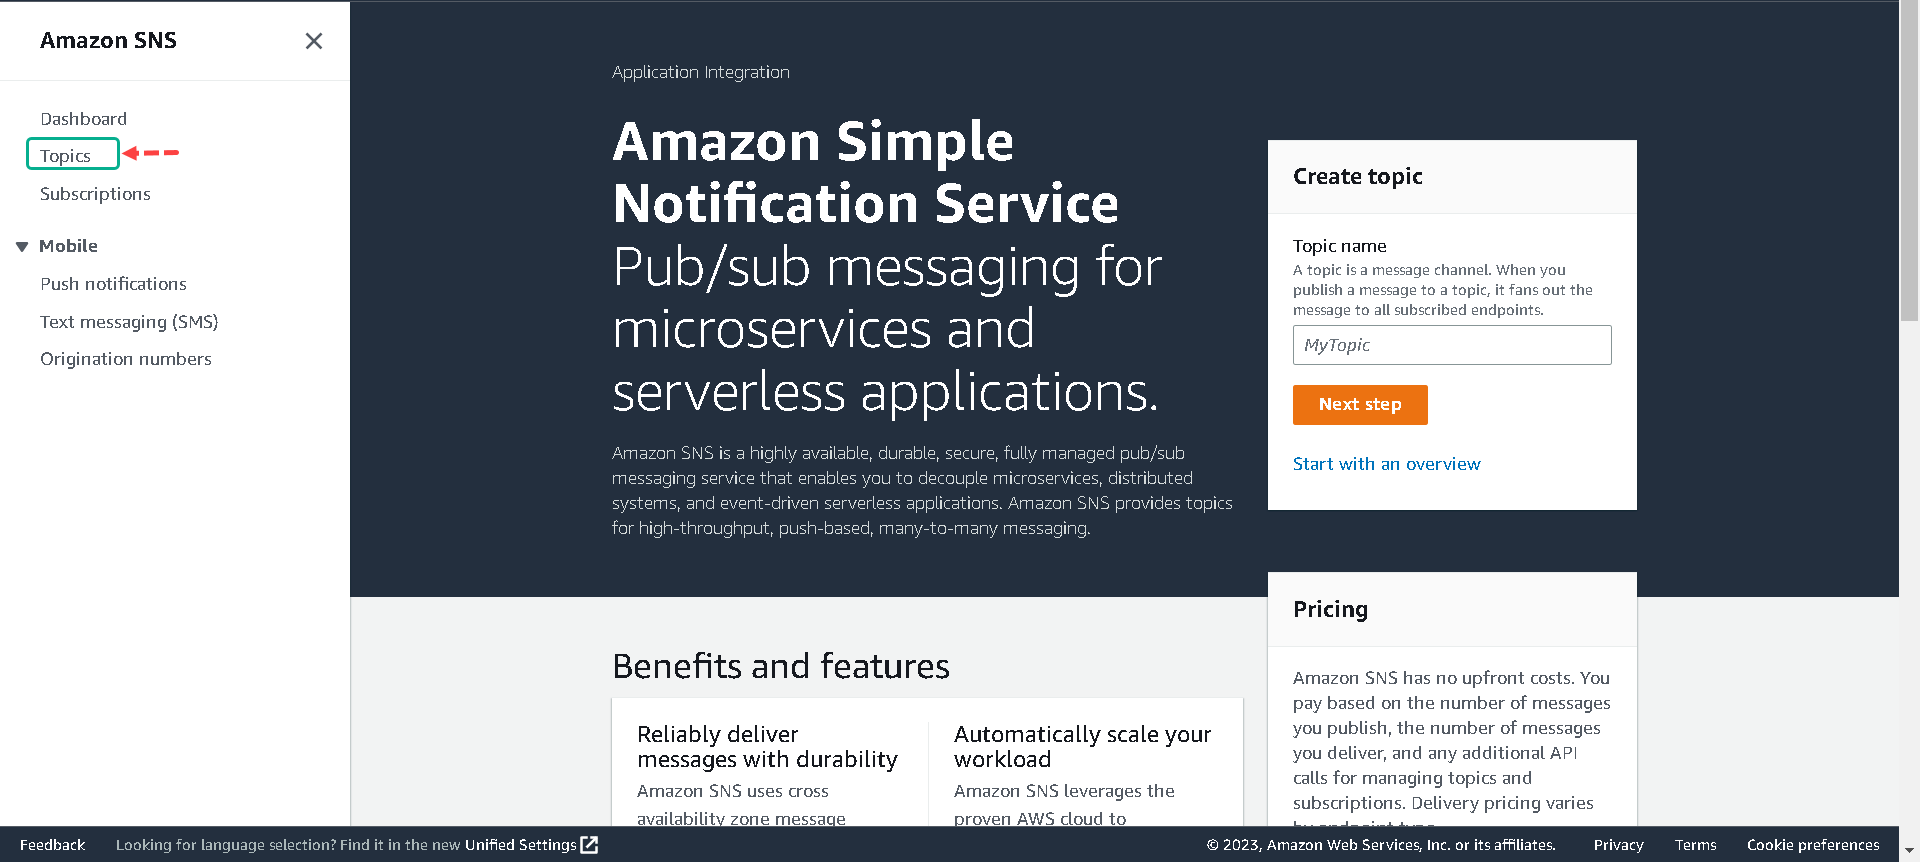 Amazon SNS
Dashboard
Topics
Subscriptions
Mobile
Push notifications
Text messaging (SMS)
Origination numbers
Application Integration
Amazon Simple
Notification Service
Pub/sub messaging for
microservices and
serverless applications.
Amazon SNS is a highly available, durable, secure, fully managed pub/sub
messaging service that enables you to decouple microservices, distributed
systems, and event-driven serverless applications. Amazon SNS provides topics
for high-throughput, push-based, many-to-many messaging.
Create topic
Topic name
A topic is a message channel. When you
publish a message to a topic, it fans out the
message to all subscribed endpoints.
MyTopic
Next step
Start with an overview
Benefits and features
Reliably deliver
messages with durability
Amazon SNS uses cross
availability zone message
Automatically scale your
workload
Amazon SNS leverages the
proven AWS cloud to
Pricing
Amazon SNS has no upfront costs. You
pay based on the number of messages
you publish, the number of messages
you deliver, and any additional API
calls for managing topics and
subscriptions. Delivery pricing varies
by endpoint type.
Feedback
Looking for language selection? Find it in the new Unified Settings
© 2023, Amazon Web Services, Inc. or its affiliates.
Privacy
Terms
Cookie preferences